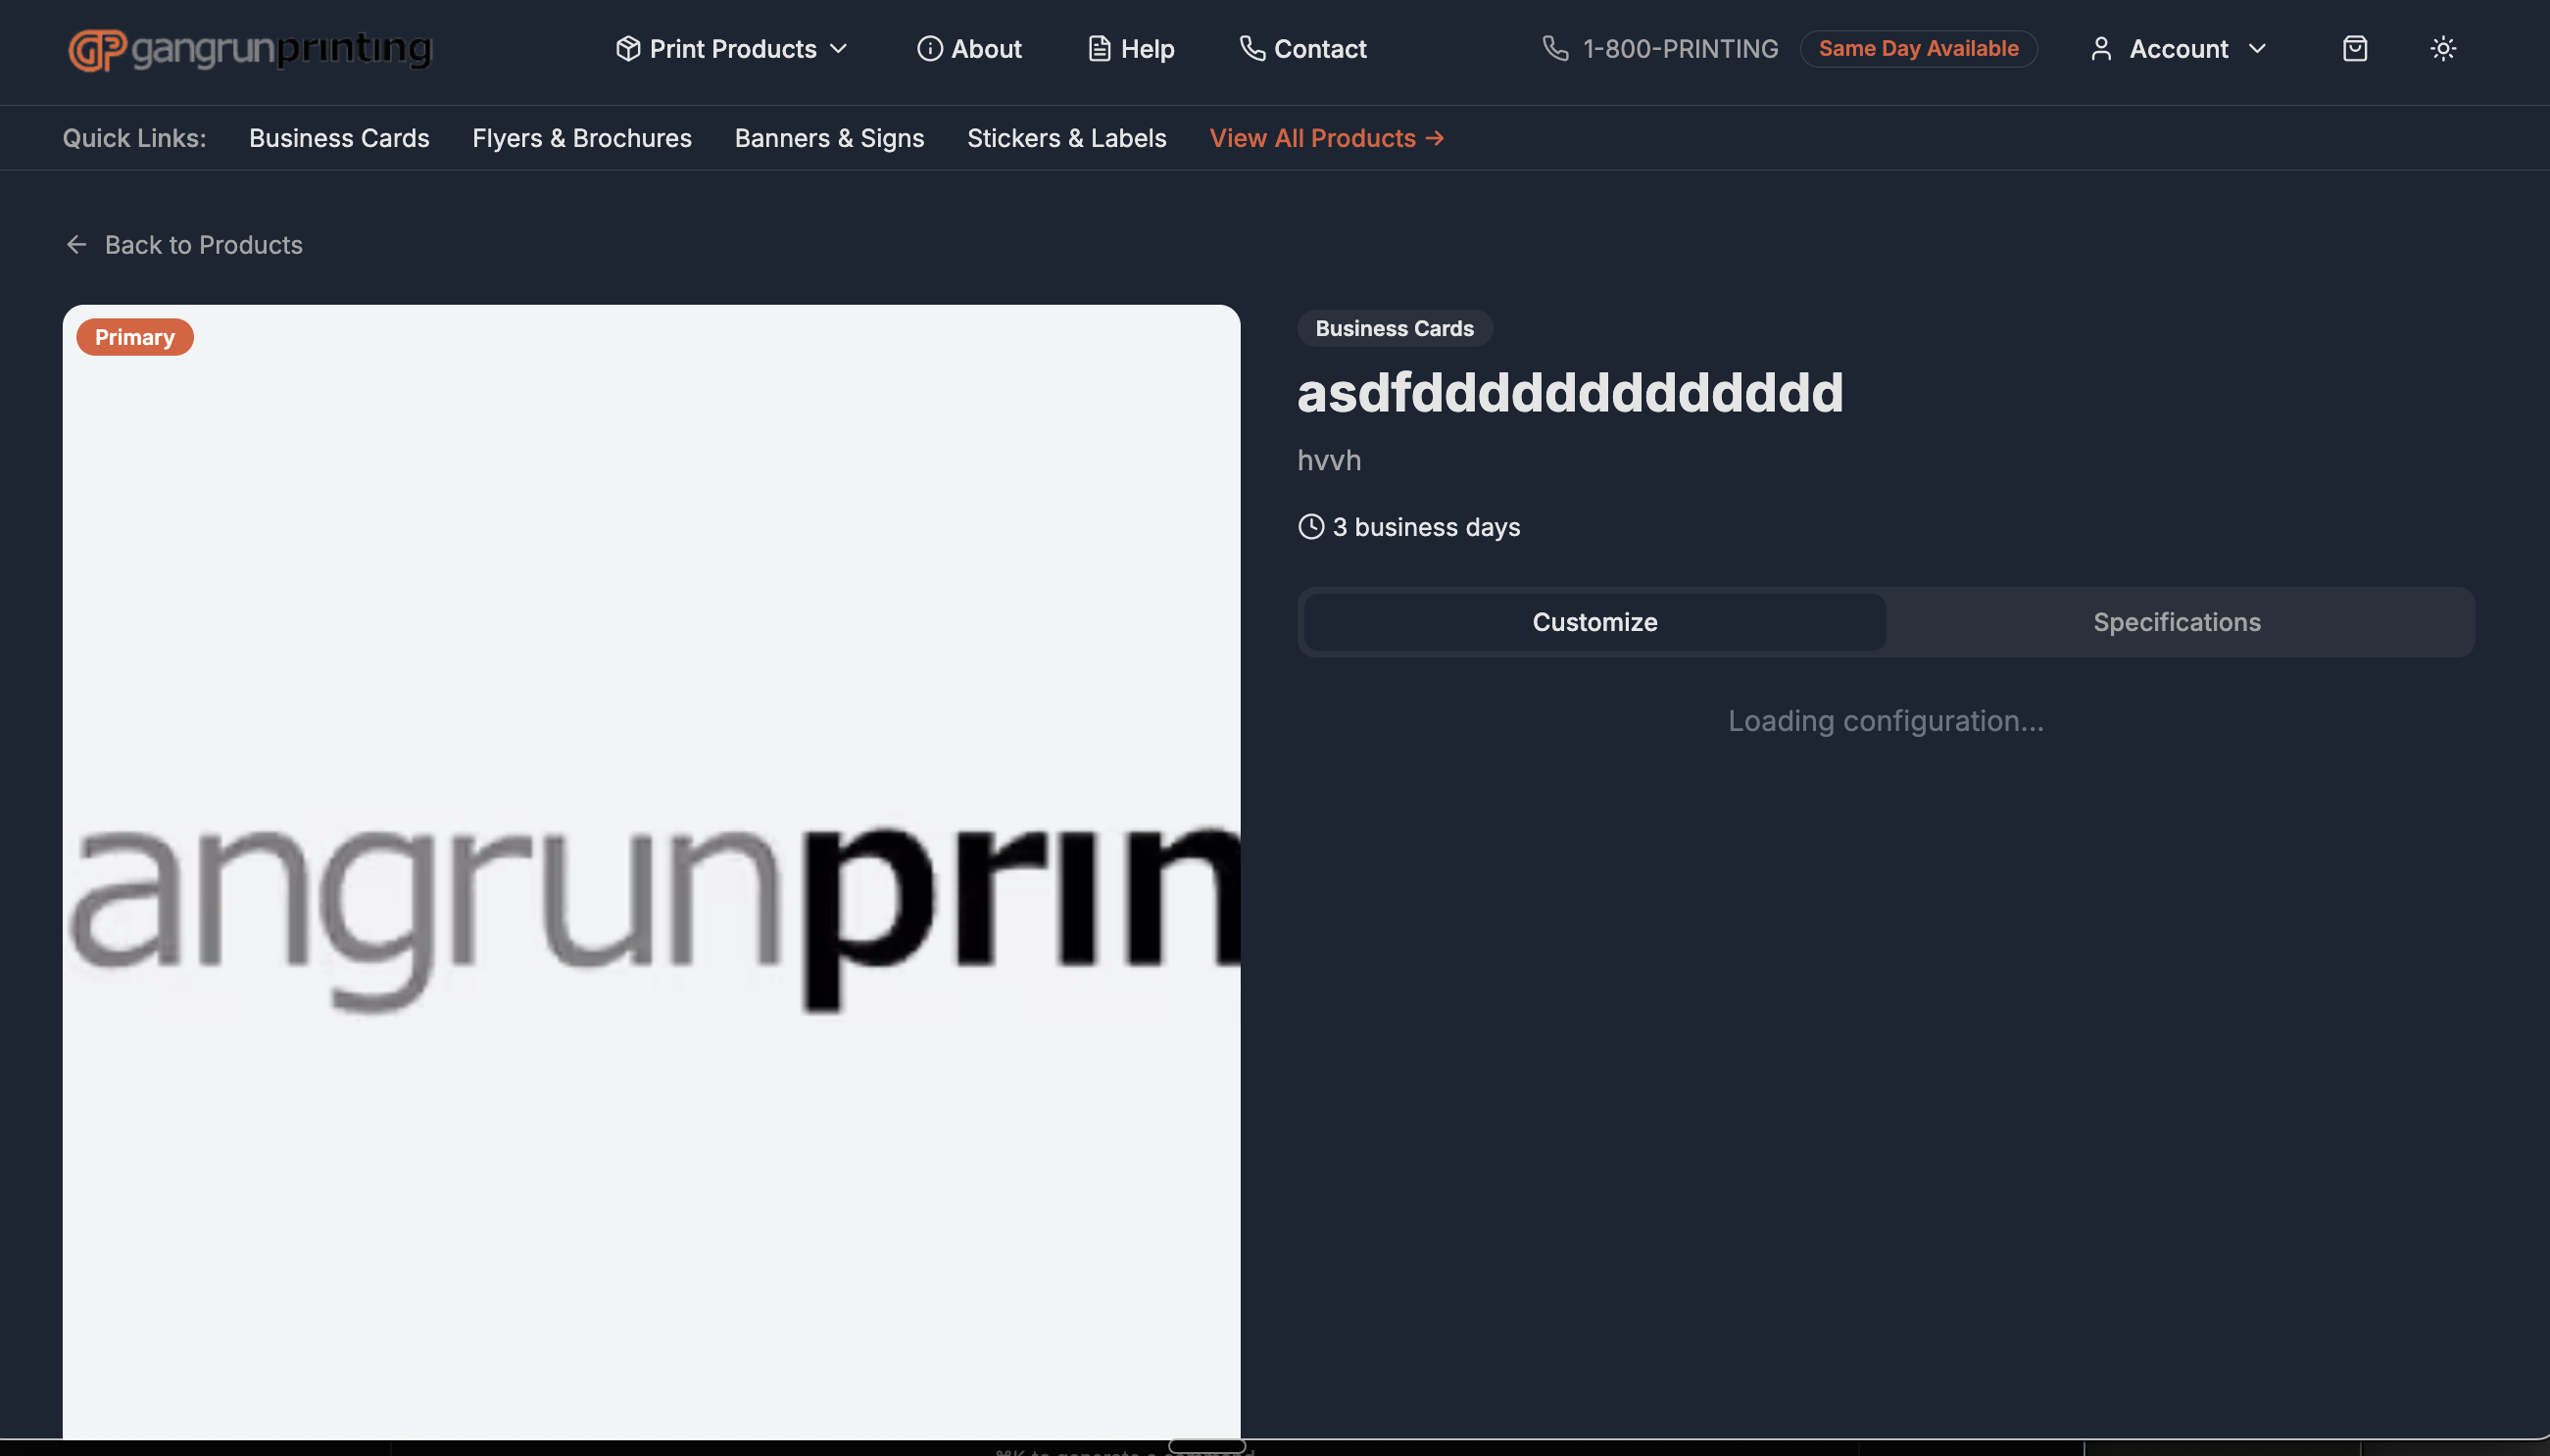 gangrunprinting
Print Products
About
Help
Contact
1-800-PRINTING
Same Day Available
Account
Quick Links:
Business Cards
Flyers & Brochures
Banners & Signs
Stickers & Labels
View All Products →
← Back to Products
Primary
angrunprin
Business Cards
asdfddddddddddddd
hvvh
3 business days
Customize
Specifications
Loading configuration...